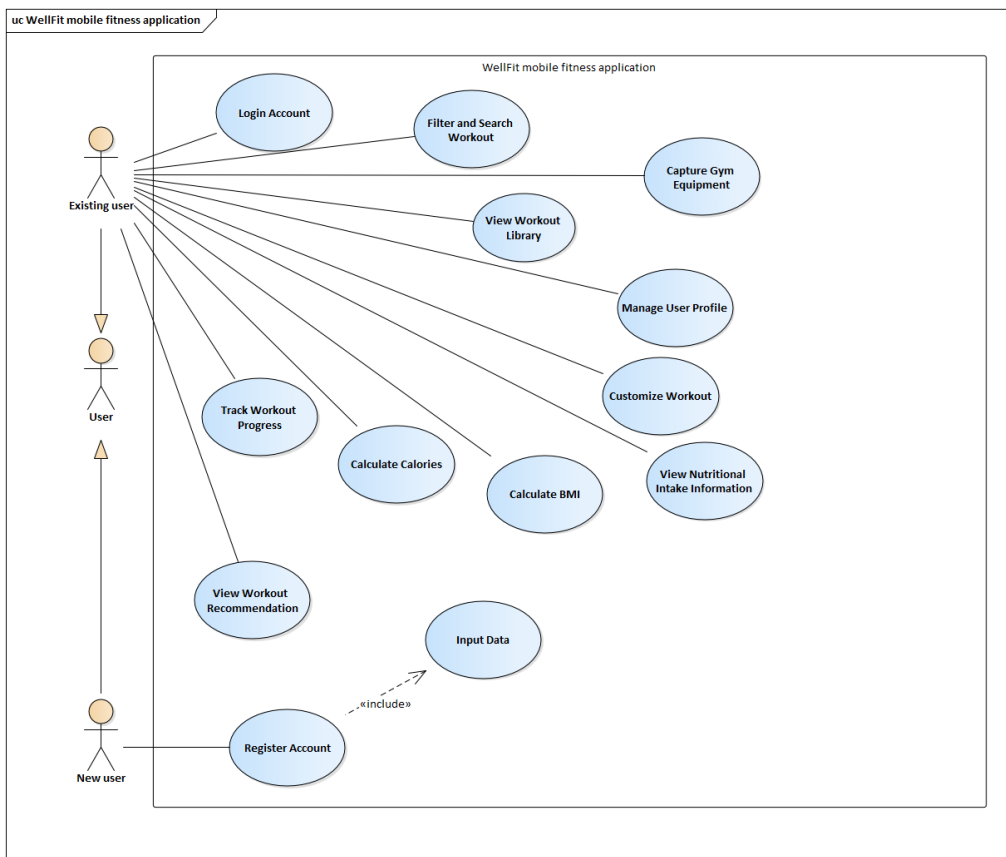 uc WellFit mobile fitness application
WellFit mobile fitness application
Login Account
Filter and Search
Workout
Capture Gym
Equipment
Existing user
View Workout
Library
Manage User Profile
User
Customize Workout
Track Workout
Progress
Calculate Calories
View Nutritional
Intake Information
Calculate BMI
View Workout
Recommendation
Input Data
«include»
Register Account
New user